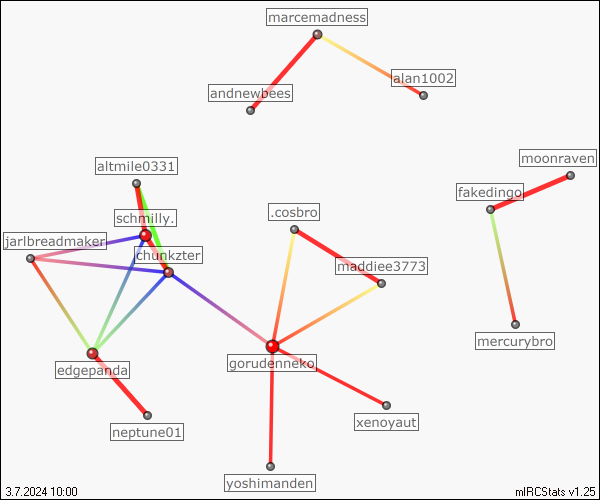 marcemadness
alan1002
andnewbees
moonraven
altmile0331
fakedingo
schmilly.
.cosbro
jarlbreadmaker
chunkzter
maddiee3773
mercurybro
gorudenneko
edgepanda
xenoyaut
neptune01
yoshimanden
3.7.2024 10:00
mIRCStats v1.25